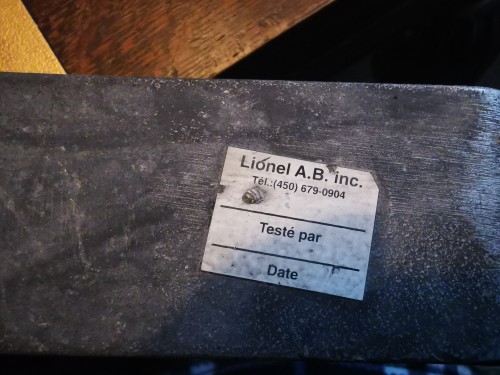 Lionel A.B. inc.
Tél.:(450) 679-0904
Testé par
Date